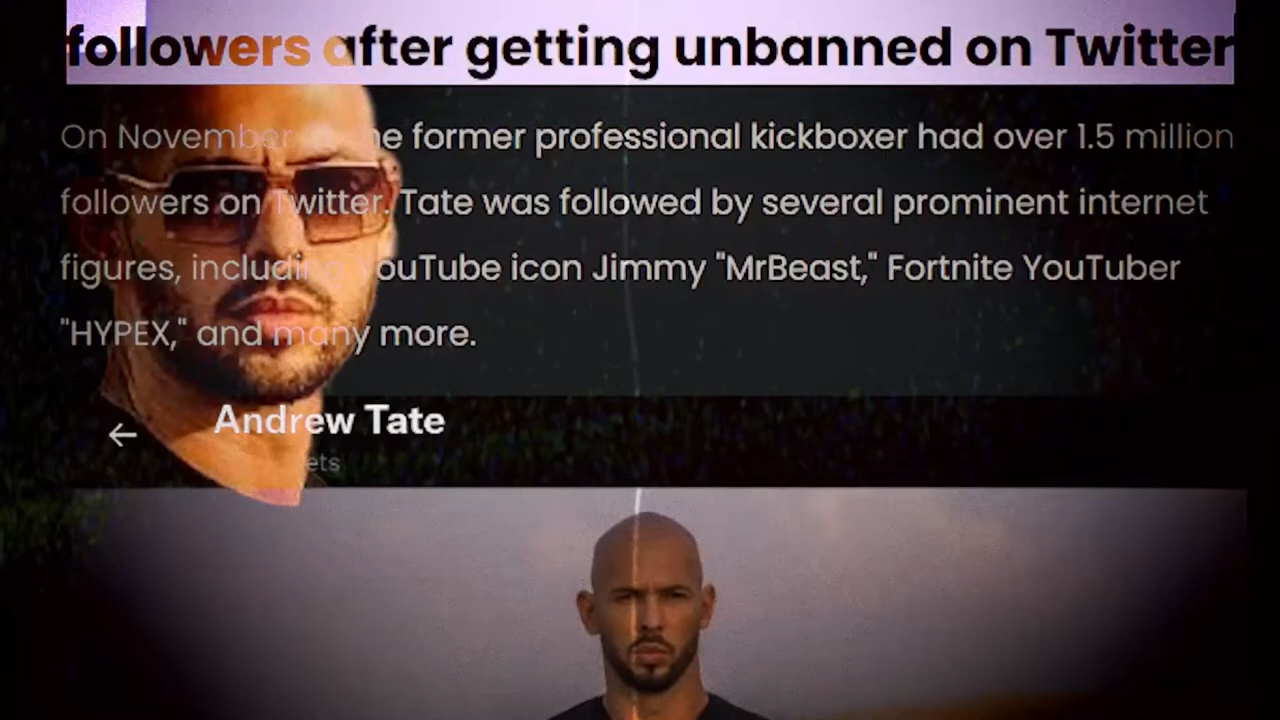 followers after getting unbanned on Twitter
On November former professional kickboxer had over 1.5 million
followers on Twitter. Tate was followed by several prominent internet
figures, including YouTube icon Jimmy "MrBeast," Fortnite YouTuber
"HYPEX," and many more.
Andrew Tate